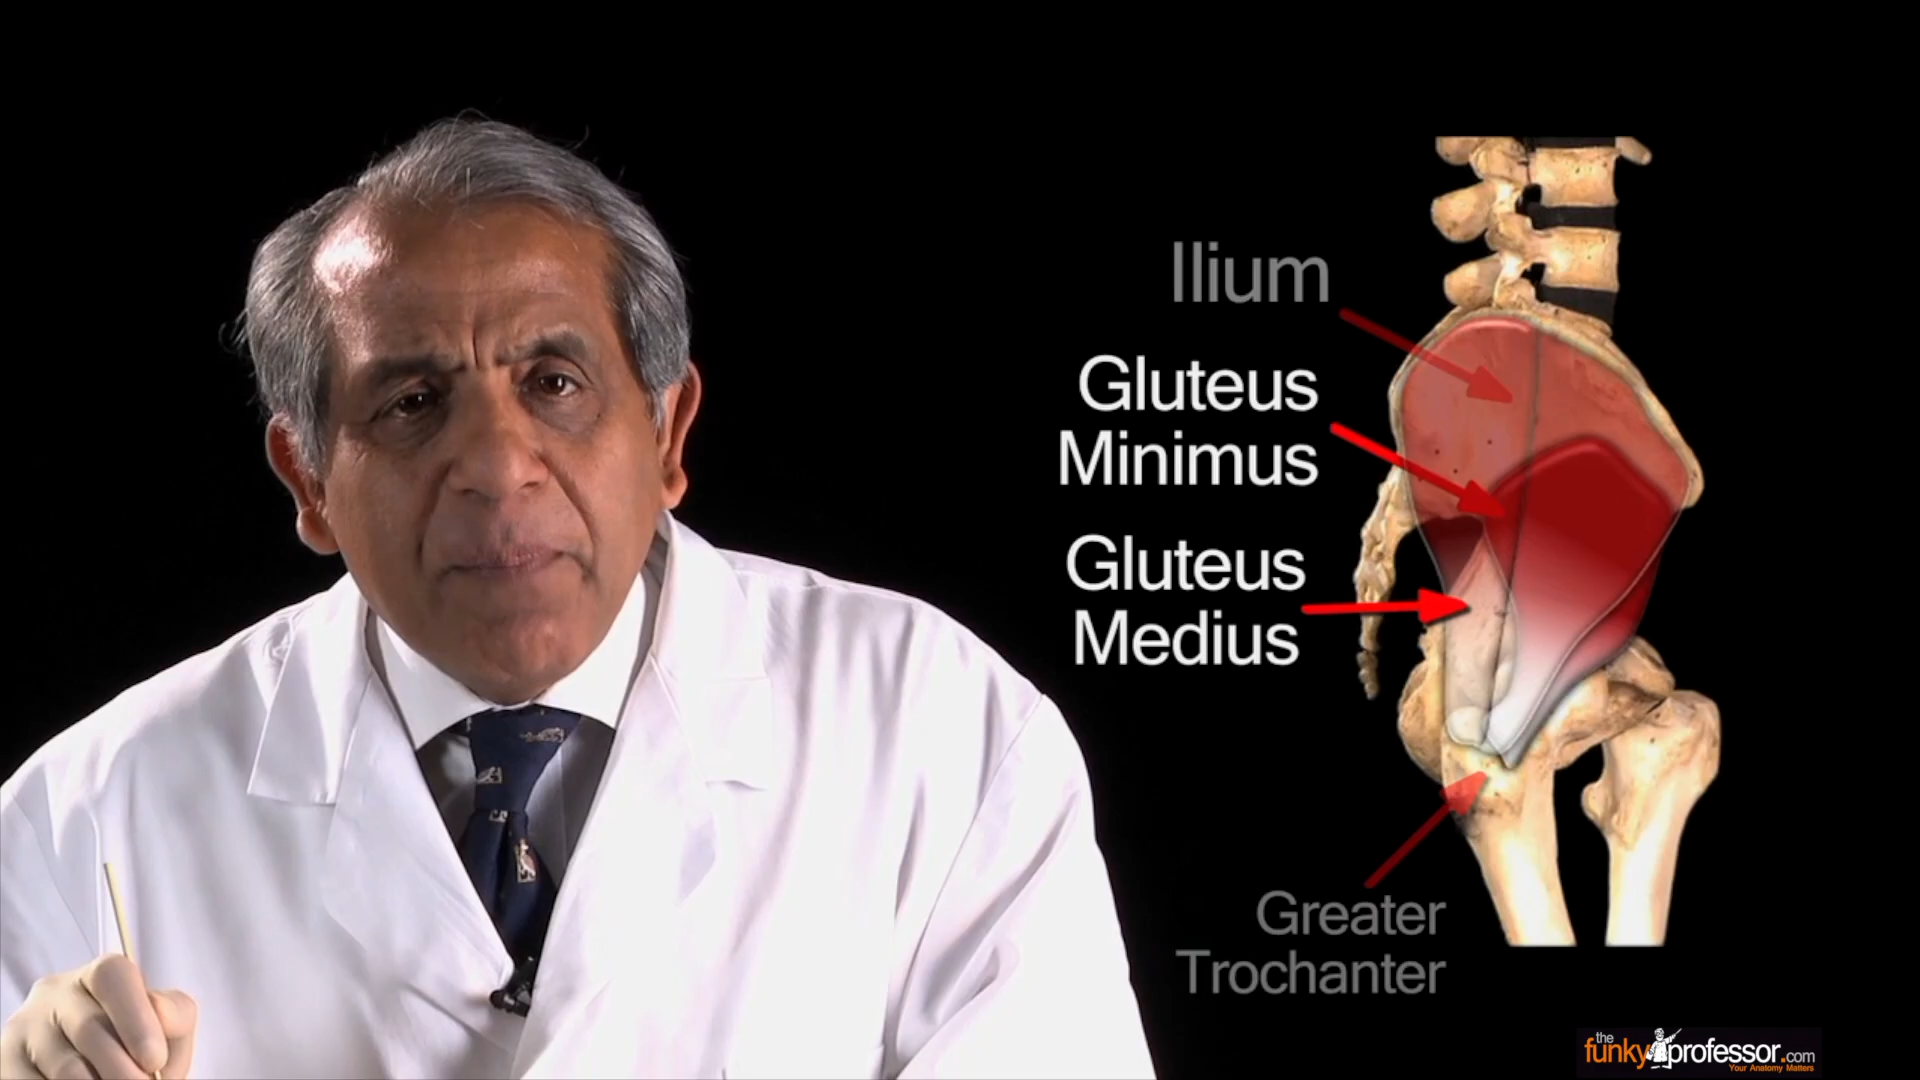 Ilium
Gluteus
Minimus
Gluteus
Medius
Greater
Trochanter
the
funkyprofessor.com
Your Anatomy Matters